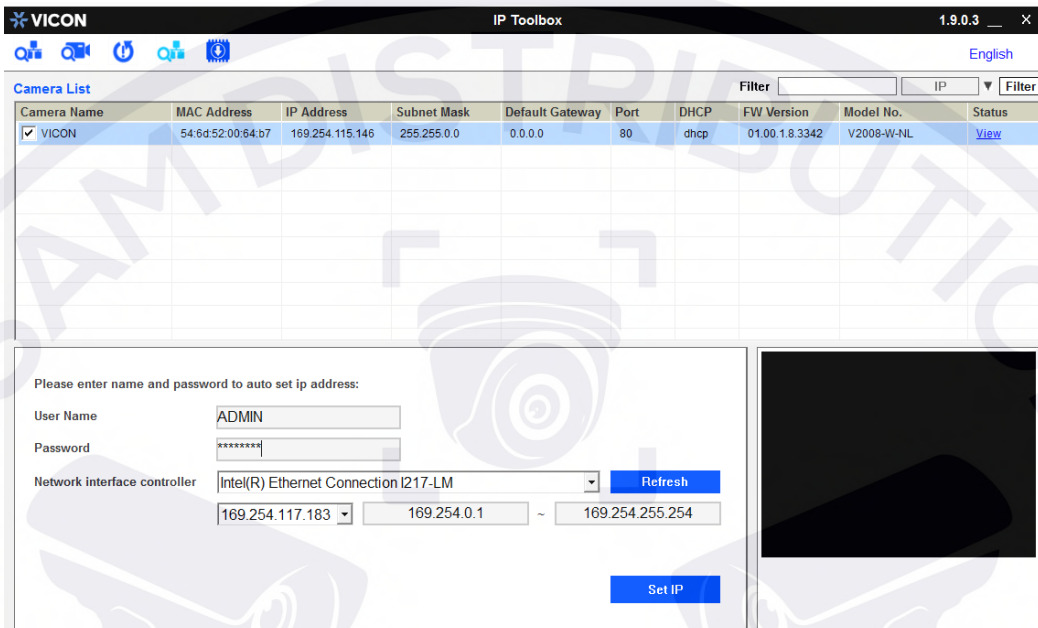 VICON IP Toolbox 1.9.0.3
English
Camera List Filter IP Filter
Camera Name MAC Address IP Address Subnet Mask Default Gateway Port DHCP FW Version Model No. Status
VICON 54:6d:52:00:64:b7 169.254.115.146 255.255.0.0 0.0.0.0 80 dhcp 01.00.1.8.3342 V2008-W-NL View
Please enter name and password to auto set ip address:
User Name ADMIN
Password ********
Network interface controller Intel(R) Ethernet Connection I217-LM Refresh
169.254.117.183 169.254.0.1 ~ 169.254.255.254
Set IP
SAM DISTRIBUTION